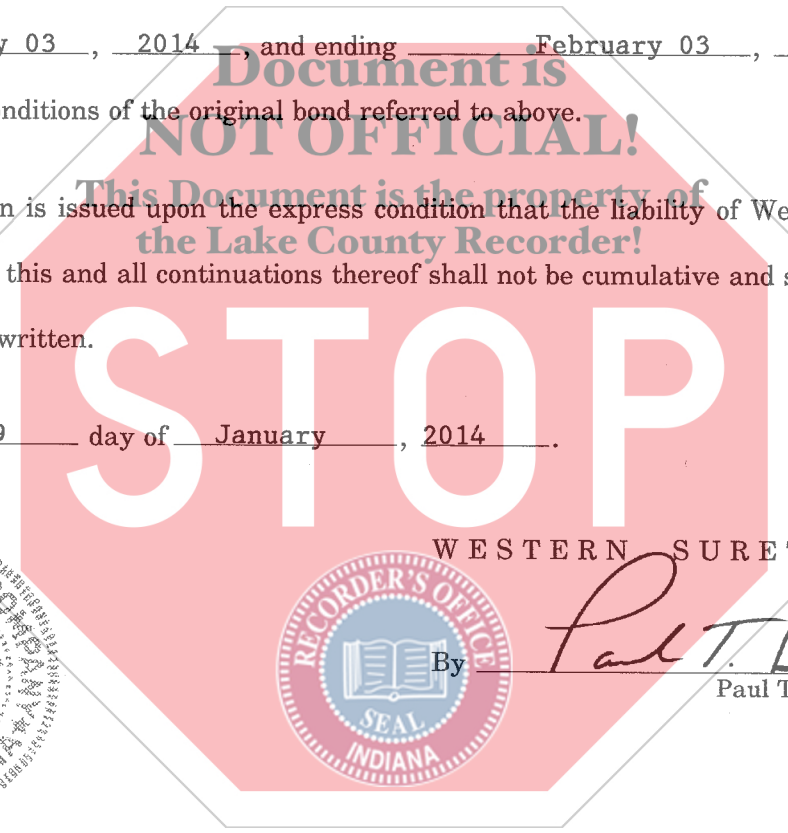 y 03 , 2014 , and ending February 03 ,
Document is
nditions of the original bond referred to above.
NOT OFFICIAL!
This Document is the property of
n is issued upon the express condition that the liability of We
the Lake County Recorder!
this and all continuations thereof shall not be cumulative and s
written.
STOP
9 day of January , 2014 .
WESTERN SURET
RECORDER'S OFFICE
SEAL
INDIANA
By Paul T.
Paul T